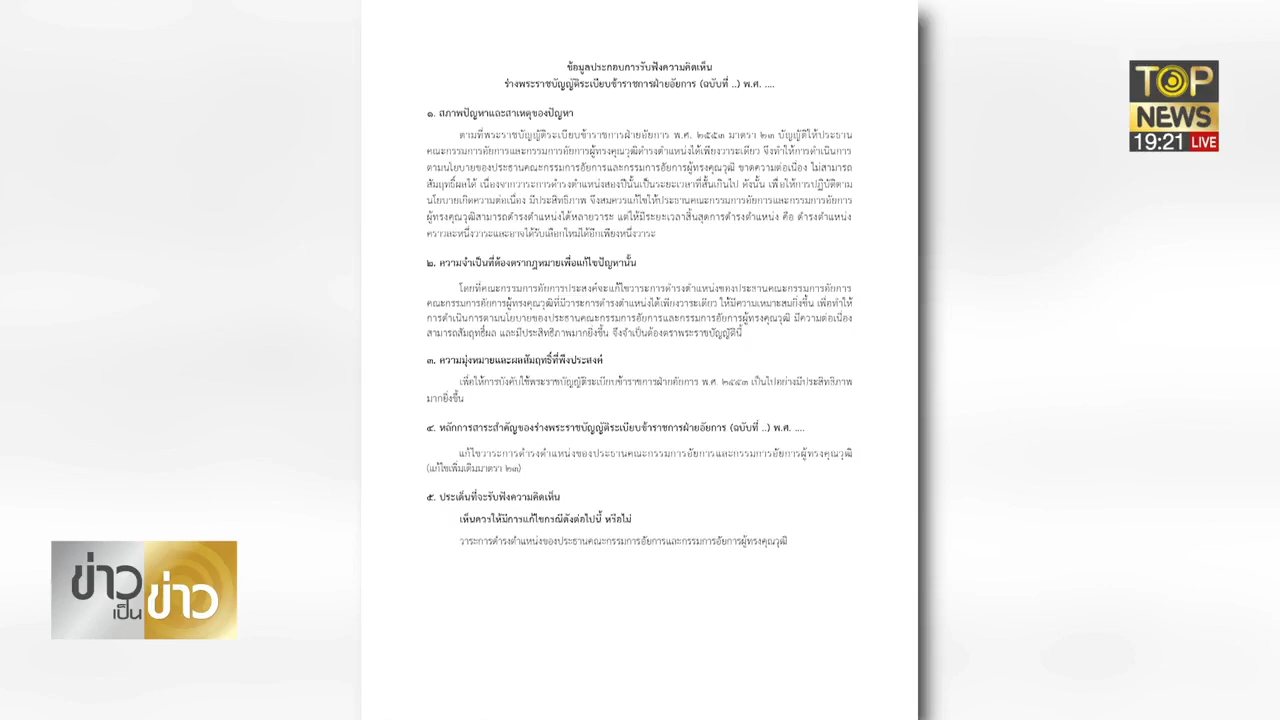 ข้อมูลประกอบการรับฟังความคิดเห็น
ร่างพระราชบัญญัติระเบียบข้าราชการฝ่ายอัยการ (ฉบับที่ ..) พ.ศ. ....
๑. สภาพปัญหาและสาเหตุของปัญหา
ตามที่พระราชบัญญัติระเบียบข้าราชการฝ่ายอัยการ พ.ศ. ๒๕๕๓ มาตรา ๒๓ บัญญัติให้ประธาน
คณะกรรมการอัยการและกรรมการอัยการผู้ทรงคุณวุฒิดำรงตำแหน่งได้เพียงวาระเดียว จึงทำให้การดำเนินการ
ตามนโยบายของประธานคณะกรรมการอัยการและกรรมการอัยการผู้ทรงคุณวุฒิ ขาดความต่อเนื่อง ไม่สามารถ
สัมฤทธิ์ผลได้ เนื่องจากวาระการดำรงตำแหน่งสองปีนั้นเป็นระยะเวลาที่สั้นเกินไป ดังนั้น เพื่อให้การปฏิบัติตาม
นโยบายเกิดความต่อเนื่อง มีประสิทธิภาพ จึงสมควรแก้ไขให้ประธานคณะกรรมการอัยการและกรรมการอัยการ
ผู้ทรงคุณวุฒิสามารถดำรงตำแหน่งได้หลายวาระ แต่ให้มีระยะเวลาสิ้นสุดการดำรงตำแหน่ง คือ ดำรงตำแหน่ง
คราวละหนึ่งวาระและอาจได้รับเลือกใหม่ได้อีกเพียงหนึ่งวาระ
๒. ความจำเป็นที่ต้องตรากฎหมายเพื่อแก้ไขปัญหานั้น
โดยที่คณะกรรมการอัยการประสงค์จะแก้ไขวาระการดำรงตำแหน่งของประธานคณะกรรมการอัยการ
คณะกรรมการอัยการผู้ทรงคุณวุฒิที่มีวาระการดำรงตำแหน่งได้เพียงวาระเดียว ให้มีความเหมาะสมยิ่งขึ้น เพื่อทำให้
การดำเนินการตามนโยบายของประธานคณะกรรมการอัยการและกรรมการอัยการผู้ทรงคุณวุฒิ มีความต่อเนื่อง
สามารถสัมฤทธิ์ผล และมีประสิทธิภาพมากยิ่งขึ้น จึงจำเป็นต้องตราพระราชบัญญัตินี้
๓. ความมุ่งหมายและผลสัมฤทธิ์ที่พึงประสงค์
เพื่อให้การบังคับใช้พระราชบัญญัติระเบียบข้าราชการฝ่ายอัยการ พ.ศ. ๒๕๕๓ เป็นไปอย่างมีประสิทธิภาพ
มากยิ่งขึ้น
๔. หลักการสาระสำคัญของร่างพระราชบัญญัติระเบียบข้าราชการฝ่ายอัยการ (ฉบับที่ ..) พ.ศ. ....
แก้ไขวาระการดำรงตำแหน่งของประธานคณะกรรมการอัยการและกรรมการอัยการผู้ทรงคุณวุฒิ
(แก้ไขเพิ่มเติมมาตรา ๒๓)
๕. ประเด็นที่จะรับฟังความคิดเห็น
เห็นควรให้มีการแก้ไขกรณีดังต่อไปนี้ หรือไม่
วาระการดำรงตำแหน่งของประธานคณะกรรมการอัยการและกรรมการอัยการผู้ทรงคุณวุฒิ
TOP
NEWS
19:21 LIVE
ข่าว
เป็น
ข่าว